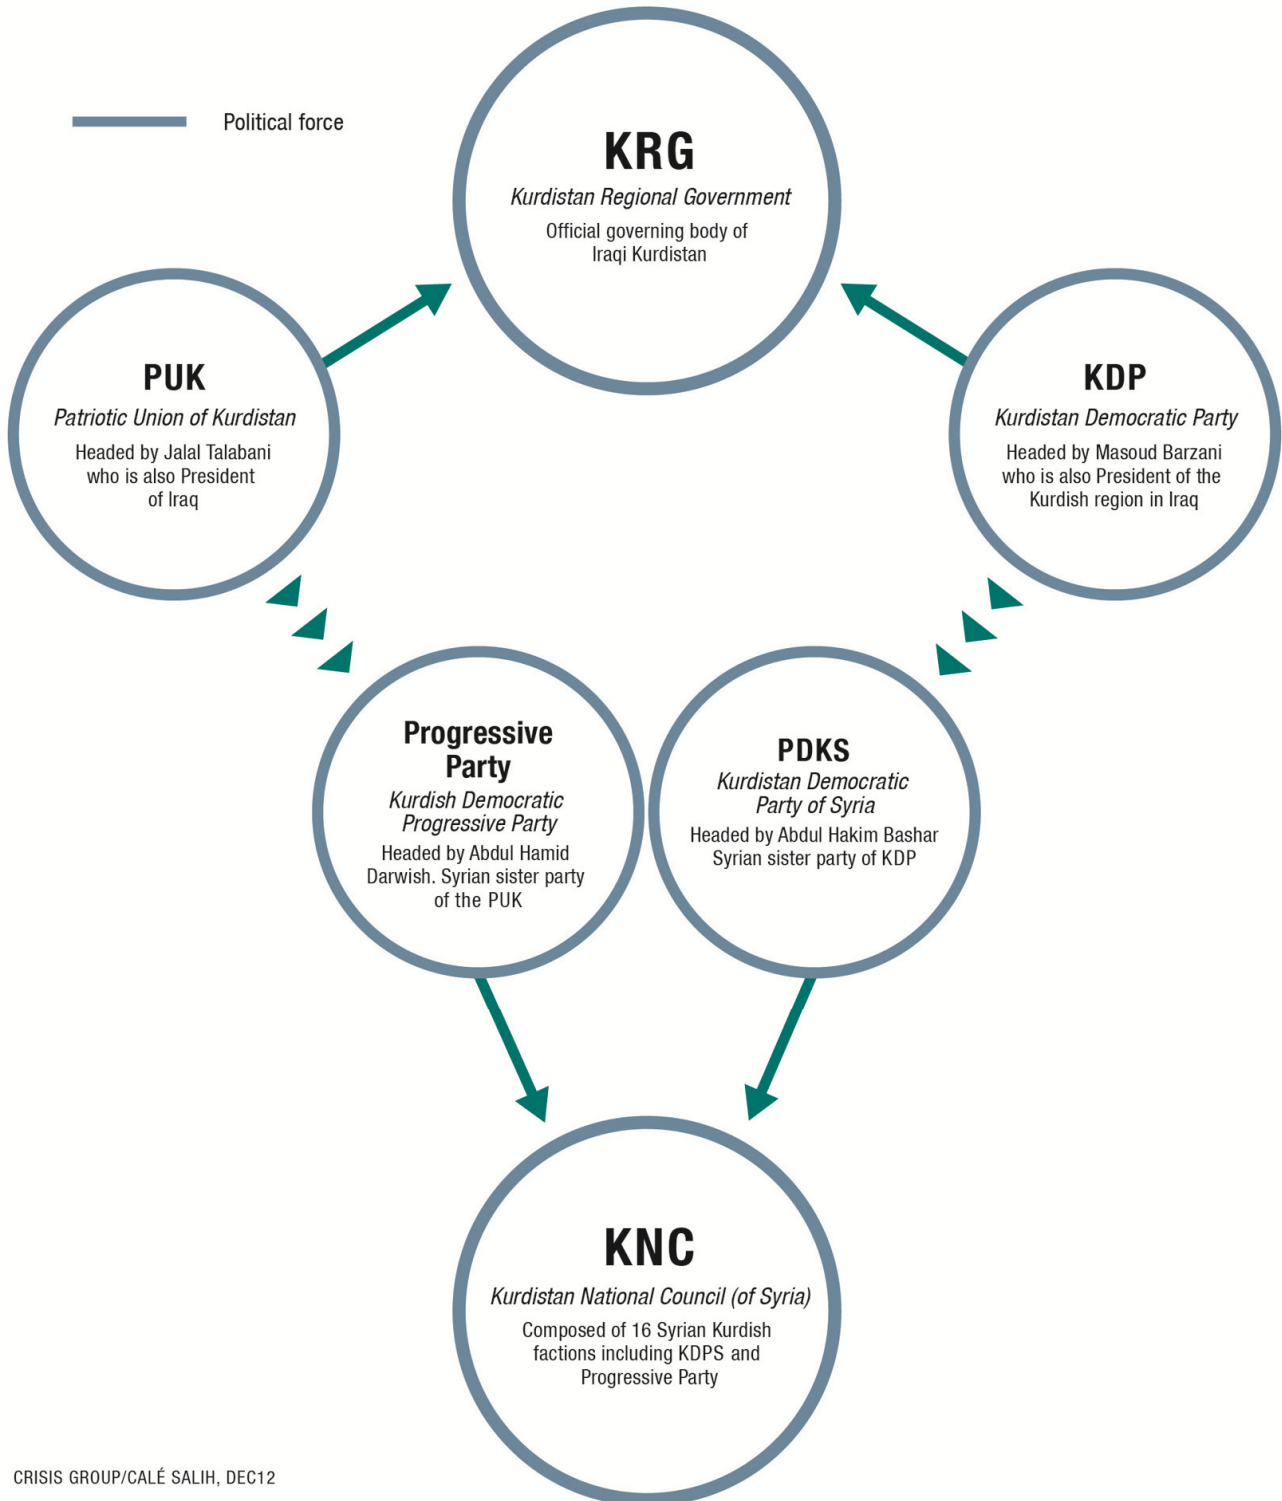 Political force
KRG
Kurdistan Regional Government
Official governing body of
Iraqi Kurdistan
PUK
Patriotic Union of Kurdistan
Headed by Jalal Talabani
who is also President
of Iraq
KDP
Kurdistan Democratic Party
Headed by Masoud Barzani
who is also President of the
Kurdish region in Iraq
Progressive
Party
Kurdish Democratic
Progressive Party
Headed by Abdul Hamid
Darwish. Syrian sister party
of the PUK
PDKS
Kurdistan Democratic
Party of Syria
Headed by Abdul Hakim Bashar
Syrian sister party of KDP
KNC
Kurdistan National Council (of Syria)
Composed of 16 Syrian Kurdish
factions including KDPS and
Progressive Party
CRISIS GROUP/CALÉ SALIH, DEC12